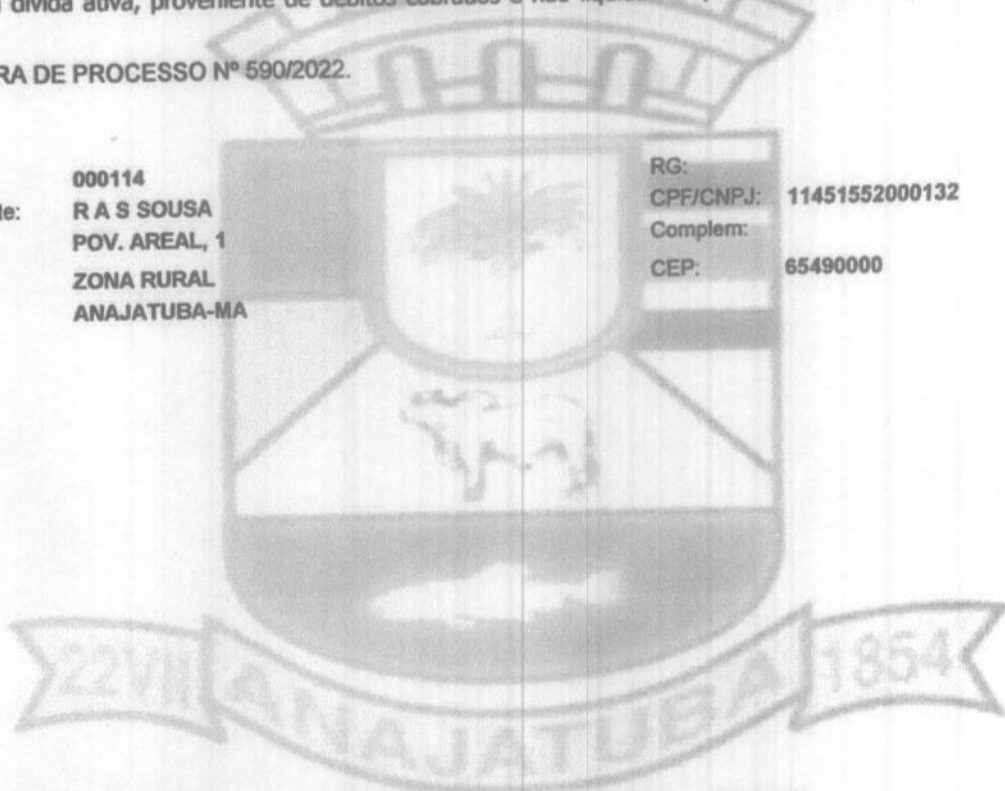 dívida ativa, proveniente de débitos cobrados e não
RA DE PROCESSO Nº 590/2022.
000114
te: R A S SOUSA
POV. AREAL, 1
ZONA RURAL
ANAJATUBA-MA
RG:
CPF/CNPJ: 11451552000132
Complem:
CEP: 65490000
22VII
ANAJATUBA
1854